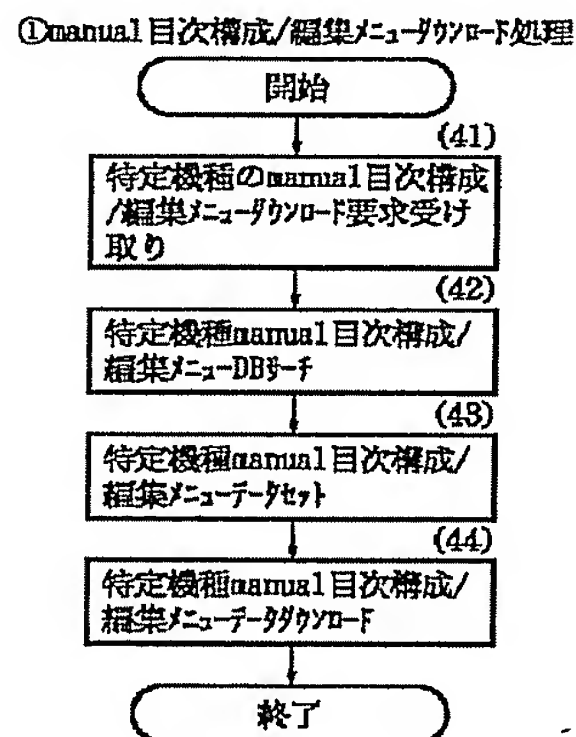 ①manual目次構成/編集ﾒﾆｭｰﾀﾞｳﾝﾛｰﾄﾞ処理
開始
(41)
特定機種のmanual目次構成
/編集ﾒﾆｭｰﾀﾞｳﾝﾛｰﾄﾞ要求受け
取り
(42)
特定機種manual目次構成/
編集ﾒﾆｭｰDBｻｰﾁ
(43)
特定機種manual目次構成/
編集ﾒﾆｭｰﾃﾞｰﾀｾｯﾄ
(44)
特定機種manual目次構成/
編集ﾒﾆｭｰﾃﾞｰﾀﾀﾞｳﾝﾛｰﾄﾞ
終了